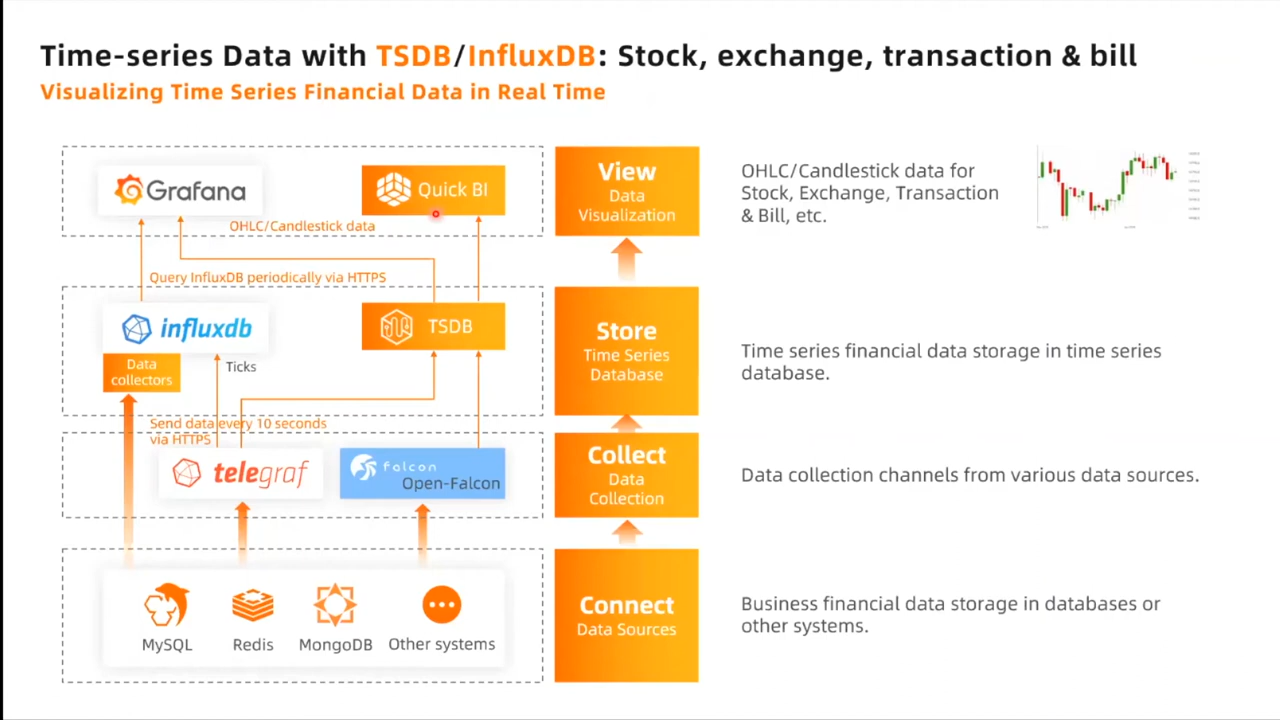 Time-series Data with TSDB/InfluxDB: Stock, exchange, transaction & bill
Visualizing Time Series Financial Data in Real Time
Grafana
Quick BI
OHLC/Candlestick data
View
Data
Visualization
OHLC/Candlestick data for
Stock, Exchange, Transaction
& Bill, etc.
Query InfluxDB periodically via HTTPS
influxdb
TSDB
Data
collectors
Ticks
Store
Time Series
Database
Time series financial data storage in time series
database.
Send data every 10 seconds
via HTTPS
telegraf
falcon
Open-Falcon
Collect
Data
Collection
Data collection channels from various data sources.
MySQL
Redis
MongoDB
Other systems
Connect
Data Sources
Business financial data storage in databases or
other systems.